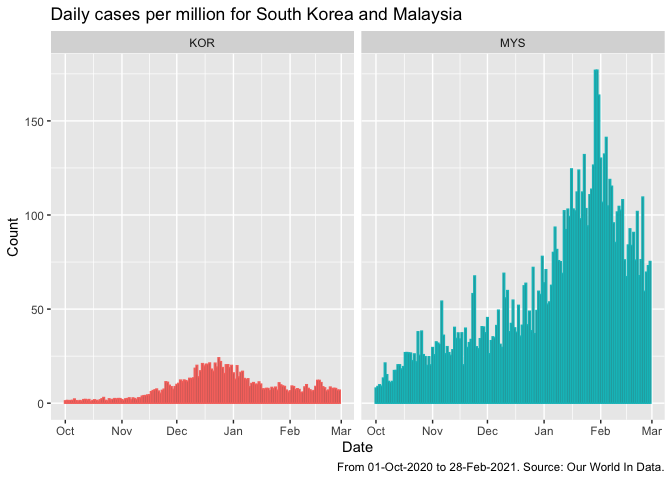 Daily cases per million for South Korea and Malaysia
KOR
MYS
150
100
50
0
Count
Oct Nov Dec Jan Feb Mar
Oct Nov Dec Jan Feb Mar
Date
From 01-Oct-2020 to 28-Feb-2021. Source: Our World In Data.